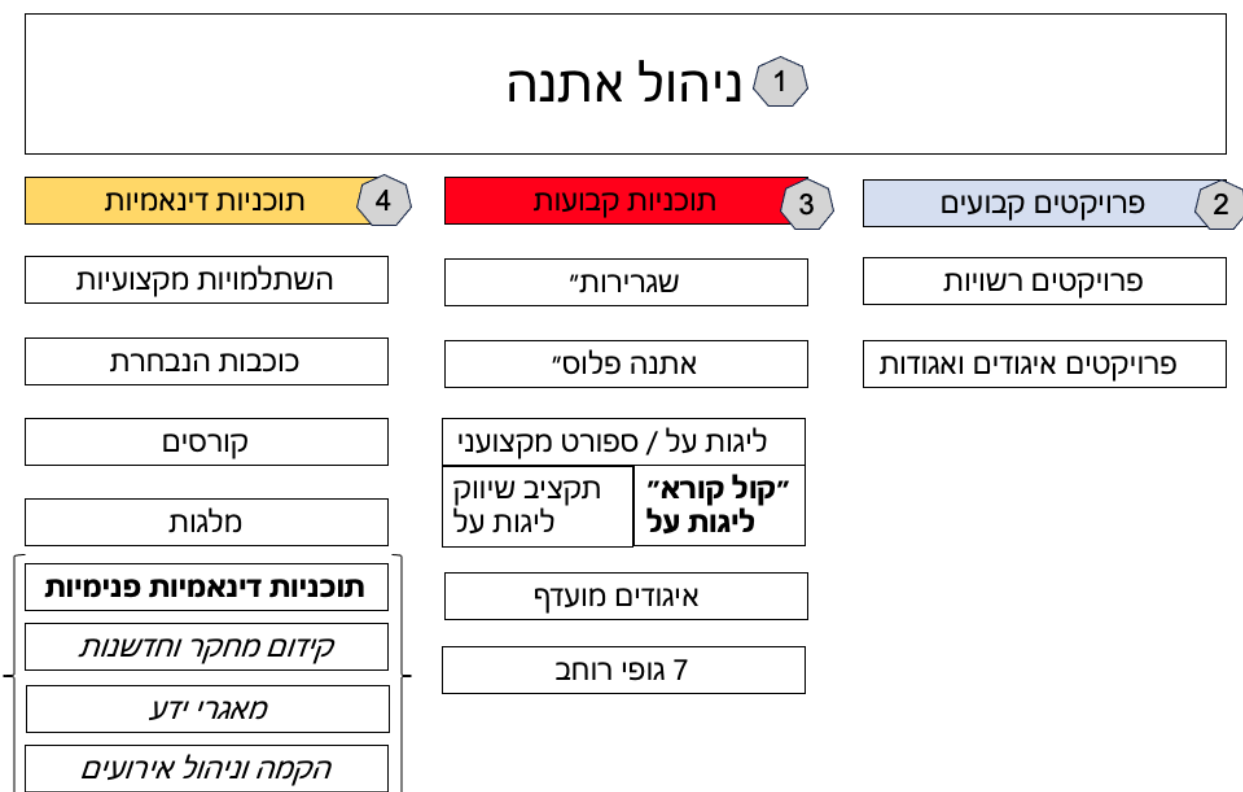 1 ניהול אתנה
2 פרויקטים קבועים
פרויקטים רשויות
פרויקטים איגודים ואגודות
3 תוכניות קבועות
שגרירות״
אתנה פלוס״
ליגות על / ספורט מקצועני
״קול קורא״
ליגות על
תקציב שיווק
ליגות על
איגודים מועדף
7 גופי רוחב
4 תוכניות דינאמיות
השתלמויות מקצועיות
כוכבות הנבחרת
קורסים
מלגות
תוכניות דינאמיות פנימיות
קידום מחקר וחדשנות
מאגרי ידע
הקמה וניהול אירועים